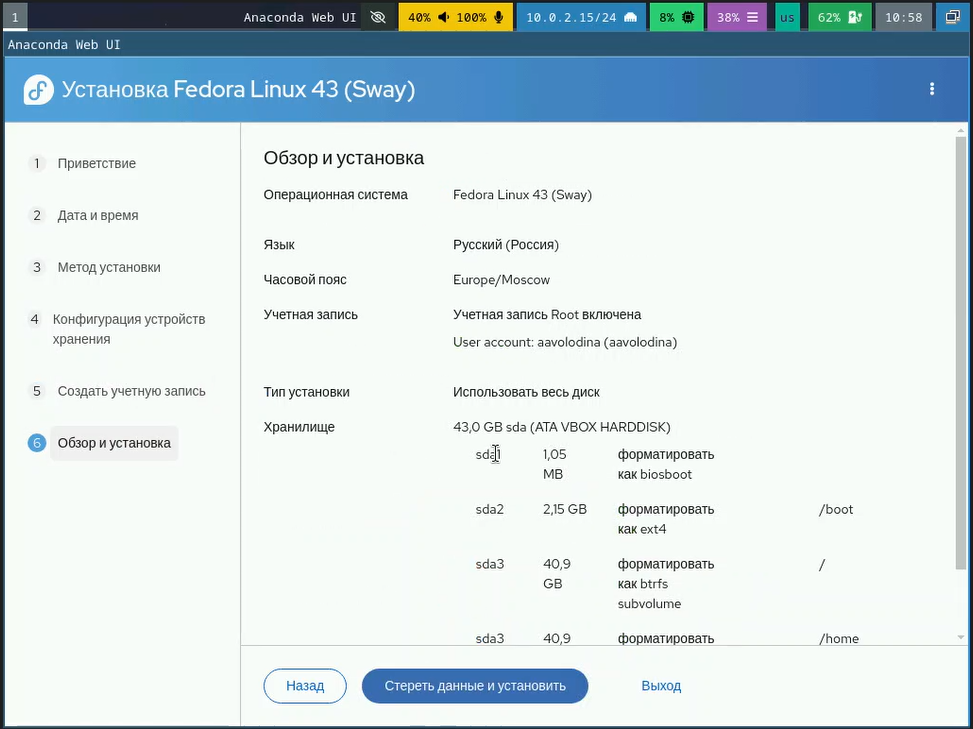 1 Anaconda Web UI 40% 100% 10.0.2.15/24 8% 38% us 62% 10:58
Anaconda Web UI
Установка Fedora Linux 43 (Sway)
1 Приветствие
2 Дата и время
3 Метод установки
4 Конфигурация устройств
хранения
5 Создать учетную запись
6 Обзор и установка
Обзор и установка
Операционная система Fedora Linux 43 (Sway)
Язык Русский (Россия)
Часовой пояс Europe/Moscow
Учетная запись Учетная запись Root включена
User account: aavolodina (aavolodina)
Тип установки Использовать весь диск
Хранилище 43,0 GB sda (ATA VBOX HARDDISK)
sda1 1,05 форматировать
MB как biosboot
sda2 2,15 GB форматировать /boot
как ext4
sda3 40,9 форматировать /
GB как btrfs
subvolume
sda3 40,9 форматировать /home
Назад Стереть данные и установить Выход